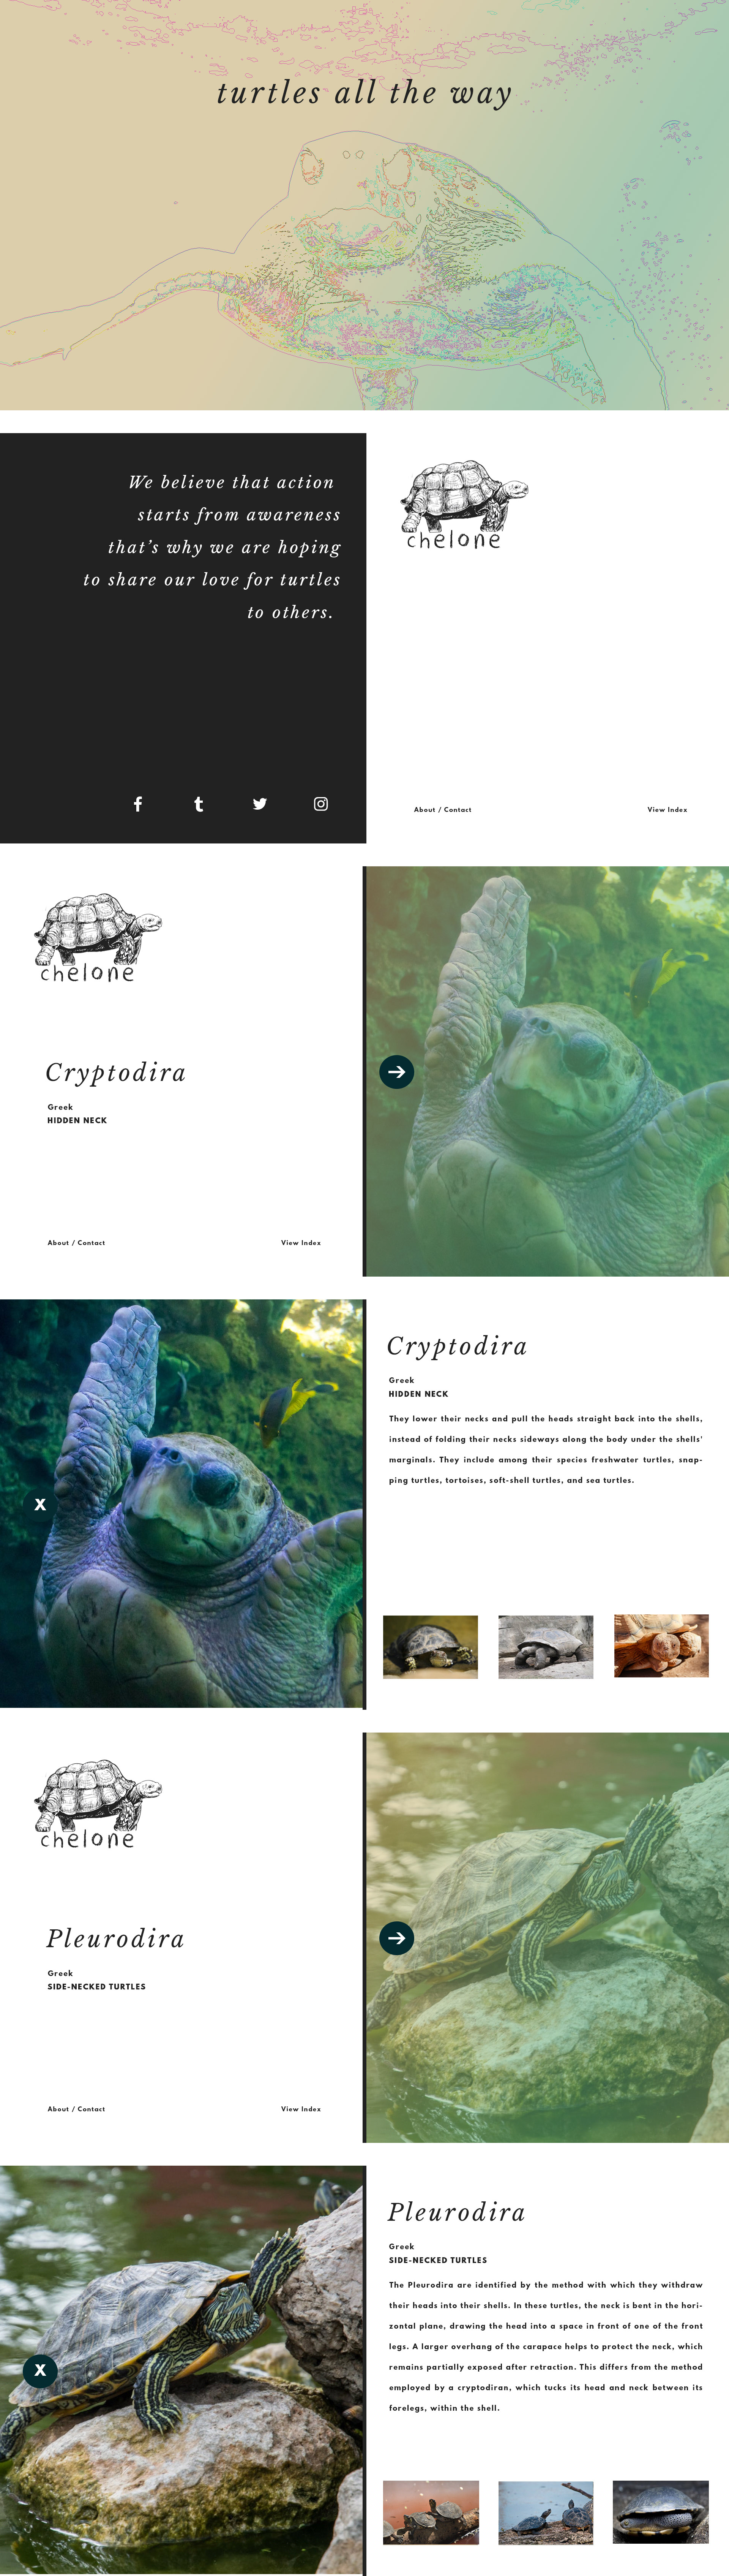 turtles all the way
We believe that action
starts from awareness
that's why we are hoping
to share our love for turtles
to others.
chelone
About / Contact
View Index
chelone
Cryptodira
Greek
HIDDEN NECK
About / Contact
View Index
X
Cryptodira
Greek
HIDDEN NECK
They lower their necks and pull the heads straight back into the shells,
instead of folding their necks sideways along the body under the shells'
marginals. They include among their species freshwater turtles, snap-
ping turtles, tortoises, soft-shell turtles, and sea turtles.
chelone
Pleurodira
Greek
SIDE-NECKED TURTLES
About / Contact
View Index
X
Pleurodira
Greek
SIDE-NECKED TURTLES
The Pleurodira are identified by the method with which they withdraw
their heads into their shells. In these turtles, the neck is bent in the hori-
zontal plane, drawing the head into a space in front of one of the front
legs. A larger overhang of the carapace helps to protect the neck, which
remains partially exposed after retraction. This differs from the method
employed by a cryptodiran, which tucks its head and neck between its
forelegs, within the shell.